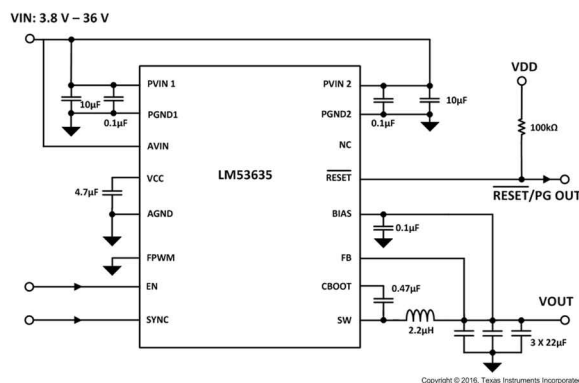 VIN: 3.8 V – 36 V
VDD
PVIN 1
PVIN 2
10µF
10µF
0.1µF
0.1µF
PGND1
PGND2
100kΩ
AVIN
NC
LM53635
VCC
RESET
4.7µF
RESET/PG OUT
AGND
BIAS
0.1µF
FPWM
FB
EN
CBOOT
0.47µF
VOUT
SYNC
SW
2.2µH
3 X 22µF
Copyright © 2016, Texas Instruments Incorporated